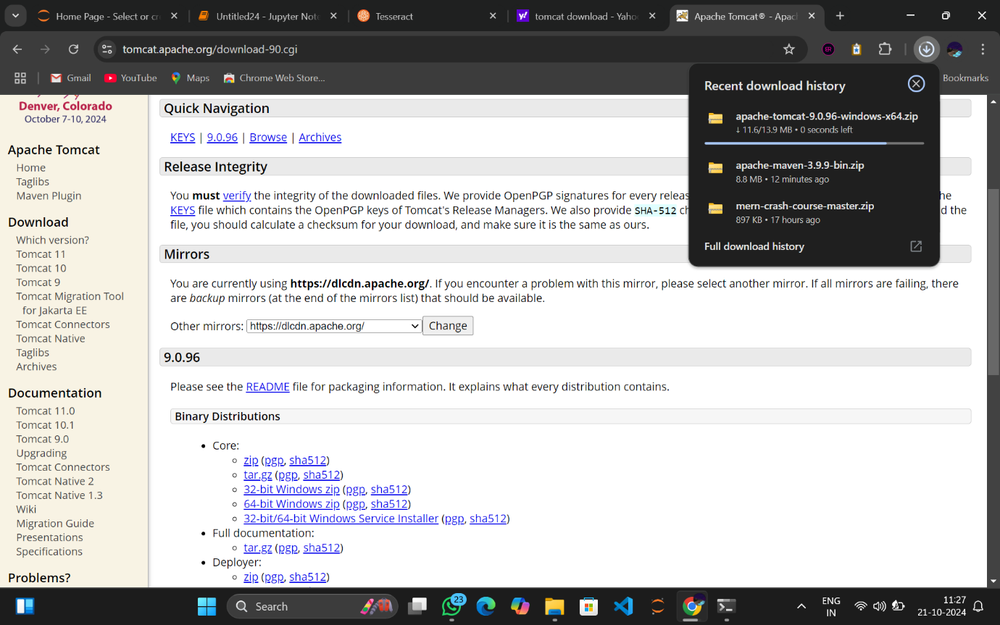 Home Page - Select or cre
Untitled24 - Jupyter Note
Tesseract
tomcat download - Yaho
Apache Tomcat® - Apac
tomcat.apache.org/download-90.cgi
GR
Gmail
YouTube
Maps
Chrome Web Store...
Bookmarks
Recent download history
apache-tomcat-9.0.96-windows-x64.zip
↓ 11.6/13.9 MB • 0 seconds left
apache-maven-3.9.9-bin.zip
8.8 MB • 12 minutes ago
mern-crash-course-master.zip
897 KB • 17 hours ago
Full download history
Denver, Colorado
October 7-10, 2024
Apache Tomcat
Home
Taglibs
Maven Plugin
Download
Which version?
Tomcat 11
Tomcat 10
Tomcat 9
Tomcat Migration Tool
for Jakarta EE
Tomcat Connectors
Tomcat Native
Taglibs
Archives
Documentation
Tomcat 11.0
Tomcat 10.1
Tomcat 9.0
Upgrading
Tomcat Connectors
Tomcat Native 2
Tomcat Native 1.3
Wiki
Migration Guide
Presentations
Specifications
Problems?
Quick Navigation
KEYS | 9.0.96 | Browse | Archives
Release Integrity
You must verify the integrity of the downloaded files. We provide OpenPGP signatures for every releas he
KEYS file which contains the OpenPGP keys of Tomcat's Release Managers. We also provide SHA-512 ch d the
file, you should calculate a checksum for your download, and make sure it is the same as ours.
Mirrors
You are currently using https://dlcdn.apache.org/. If you encounter a problem with this mirror, please select another mirror. If all mirrors are failing, there
are backup mirrors (at the end of the mirrors list) that should be available.
Other mirrors: https://dlcdn.apache.org/ Change
9.0.96
Please see the README file for packaging information. It explains what every distribution contains.
Binary Distributions
• Core:
○ zip (pgp, sha512)
○ tar.gz (pgp, sha512)
○ 32-bit Windows zip (pgp, sha512)
○ 64-bit Windows zip (pgp, sha512)
○ 32-bit/64-bit Windows Service Installer (pgp, sha512)
• Full documentation:
○ tar.gz (pgp, sha512)
• Deployer:
○ zip (pgp, sha512)
Search
23
ENG
IN
11:27
21-10-2024